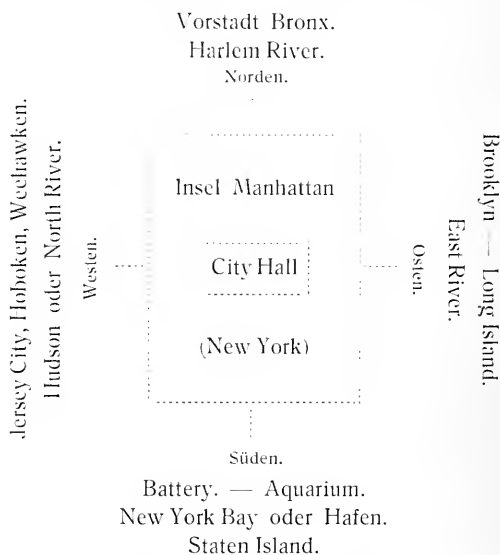 Vorstadt Bronx.
Harlem River.
Norden.
Jersey City, Hoboken, Weehawken.
Hudson oder North River.
Westen.
Insel Manhattan
City Hall
(New York)
Osten.
East River.
Brooklyn — Long Island.
Süden.
Battery. — Aquarium.
New York Bay oder Hafen.
Staten Island.